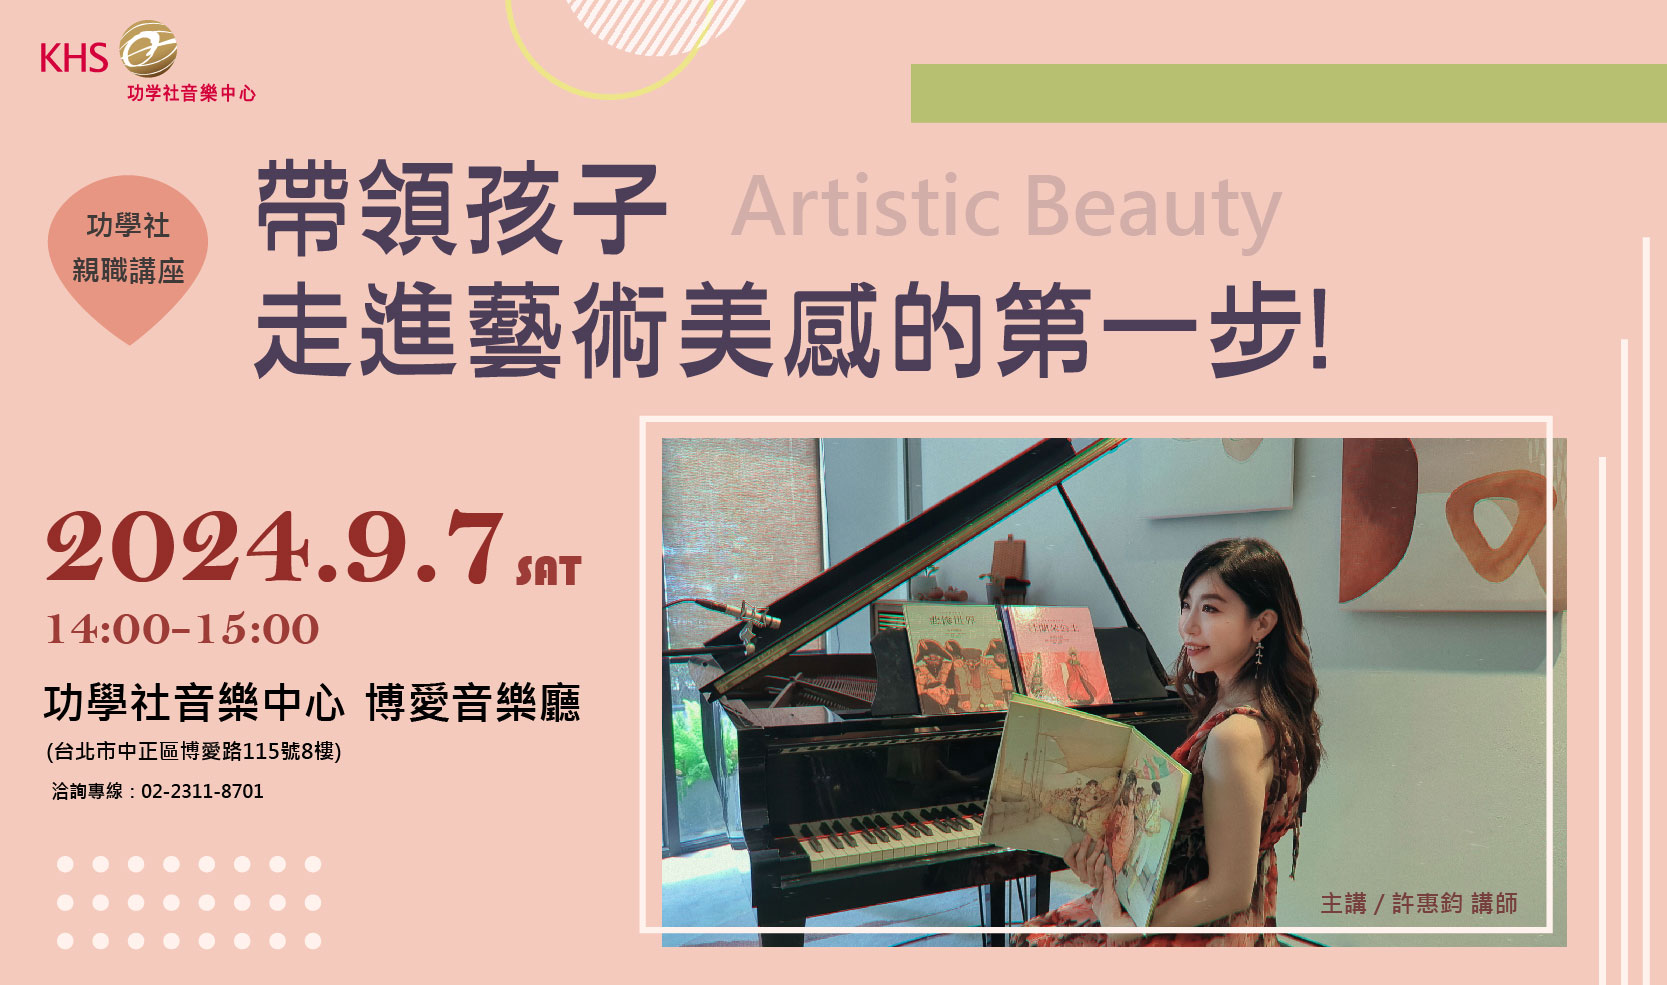 KHS
功学社音樂中心
功學社
親職講座
帶領孩子
Artistic Beauty
走進藝術美感的第一步!
2024.9.7 SAT
14:00-15:00
功學社音樂中心 博愛音樂廳
(台北市中正區博愛路115號8樓)
洽詢專線：02-2311-8701
悲慘世界
主講 / 許惠鈞 講師